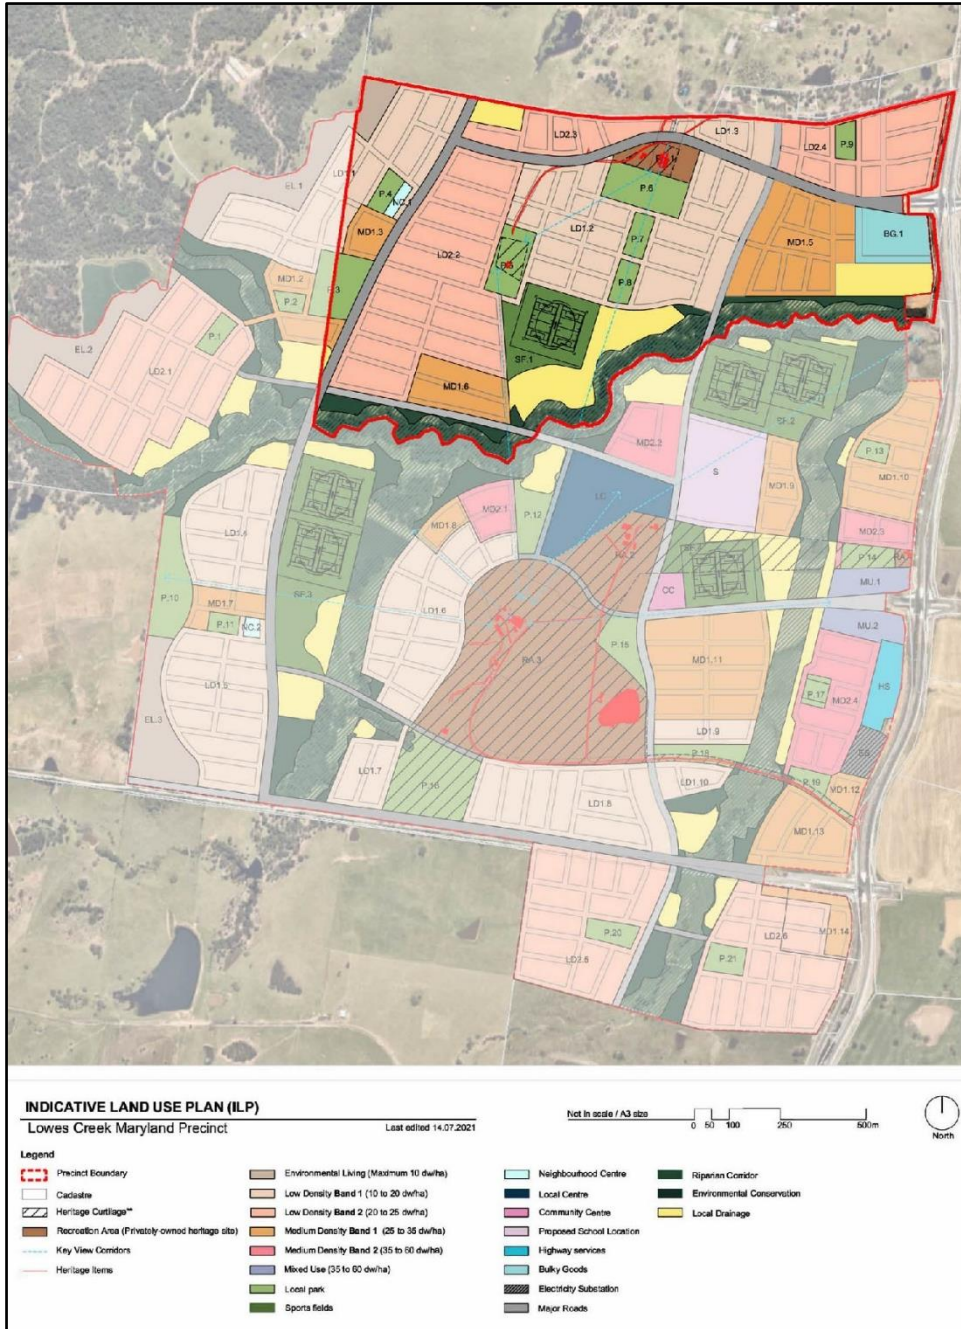 P.9
LD2.3
LD1.3
LD2.4
EL.1
LD1.1
P.4
NC.1
P.6
MD1.3
LD2.2
LD1.2
P.7
MD1.5
BG.1
MD1.2
P.2
P.3
P.8
P.1
EL.2
LD2.1
SF.1
MD1.6
SF.2
MD2.2
P.13
MD1.10
S
MD1.9
LC
MD2.1
P.12
MD1.8
MD2.3
RA.2
P.14
SF.3
CC
MU.1
P.10
MD1.7
P.11
NC.2
LD1.6
MU.2
P.15
RA.3
MD1.11
LD1.5
HS
P.17
MD2.4
EL.3
LD1.9
P.18
LD1.7
P.16
LD1.10
P.19
MD1.12
LD1.8
MD1.13
P.20
LD2.6
MD1.14
P.21
INDICATIVE LAND USE PLAN (ILP)
Lowes Creek Maryland Precinct
Last edited 14.07.2021
Not in scale / A3 size
0 50 100 250 500m
North
Legend
Precinct Boundary
Cadastre
Heritage Curtilage**
Recreation Area (Privately-owned heritage site)
Key View Corridors
Heritage Items
Environmental Living (Maximum 10 dw/ha)
Low Density Band 1 (10 to 20 dw/ha)
Low Density Band 2 (20 to 25 dw/ha)
Medium Density Band 1 (25 to 35 dw/ha)
Medium Density Band 2 (35 to 60 dw/ha)
Mixed Use (35 to 60 dw/ha)
Local park
Sports fields
Neighbourhood Centre
Local Centre
Community Centre
Proposed School Location
Highway services
Bulky Goods
Electricity Substation
Major Roads
Riparian Corridor
Environmental Conservation
Local Drainage